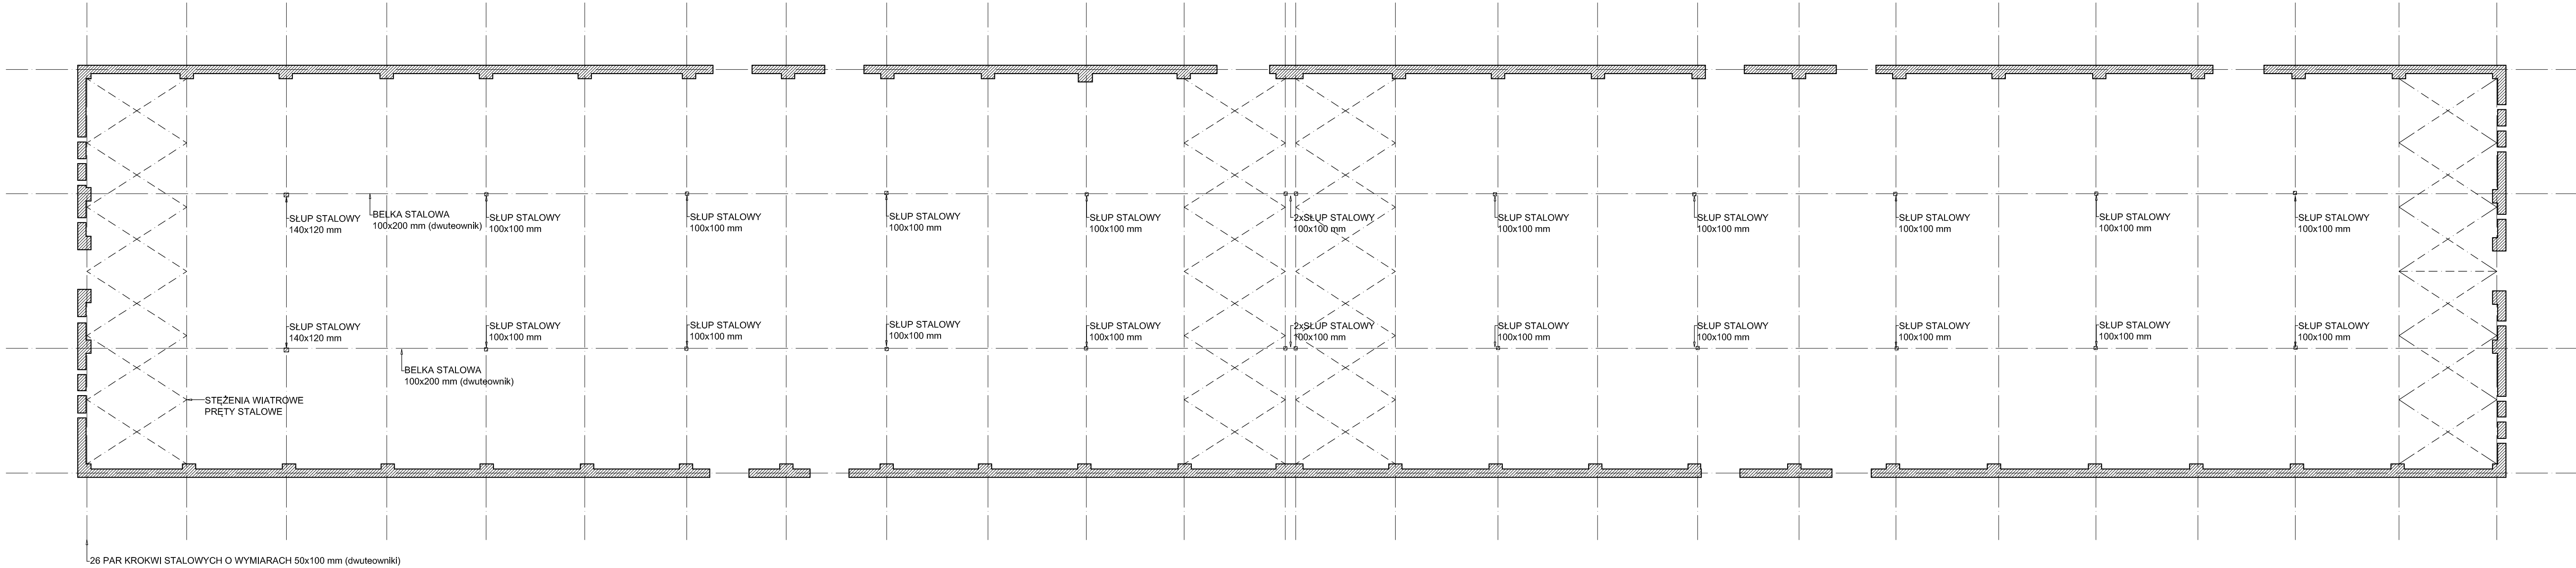 SŁUP STALOWY
140x120 mm
BELKA STALOWA
100x200 mm (dwuteownik)
SŁUP STALOWY
100x100 mm
SŁUP STALOWY
100x100 mm
SŁUP STALOWY
100x100 mm
SŁUP STALOWY
100x100 mm
2xSŁUP STALOWY
100x100 mm
SŁUP STALOWY
100x100 mm
SŁUP STALOWY
100x100 mm
SŁUP STALOWY
100x100 mm
SŁUP STALOWY
100x100 mm
SŁUP STALOWY
100x100 mm
SŁUP STALOWY
140x120 mm
SŁUP STALOWY
100x100 mm
SŁUP STALOWY
100x100 mm
SŁUP STALOWY
100x100 mm
SŁUP STALOWY
100x100 mm
2xSŁUP STALOWY
100x100 mm
SŁUP STALOWY
100x100 mm
SŁUP STALOWY
100x100 mm
SŁUP STALOWY
100x100 mm
SŁUP STALOWY
100x100 mm
SŁUP STALOWY
100x100 mm
BELKA STALOWA
100x200 mm (dwuteownik)
STĘŻENIA WIATROWE
PRĘTY STALOWE
26 PAR KROKWI STALOWYCH O WYMIARACH 50x100 mm (dwuteowniki)